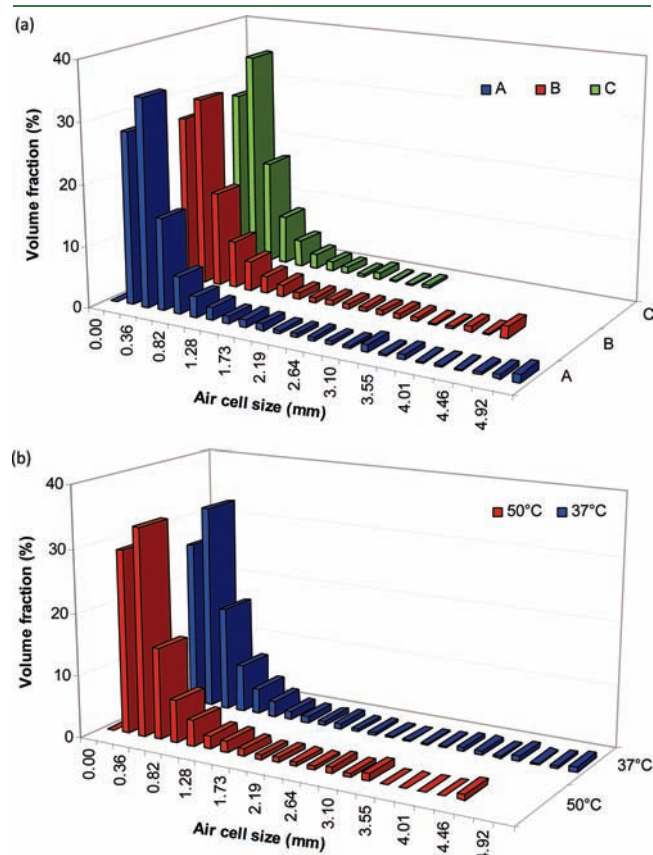 (a)
40
30
20
10
0
Volume fraction (%)
A B C
0.00
0.36
0.82
1.28
1.73
2.19
2.64
3.10
3.55
4.01
4.46
4.92
Air cell size (mm)
A
B
C
(b)
40
30
20
10
0
Volume fraction (%)
50°C 37°C
0.00
0.36
0.82
1.28
1.73
2.19
2.64
3.10
3.55
4.01
4.46
4.92
Air cell size (mm)
50°C
37°C